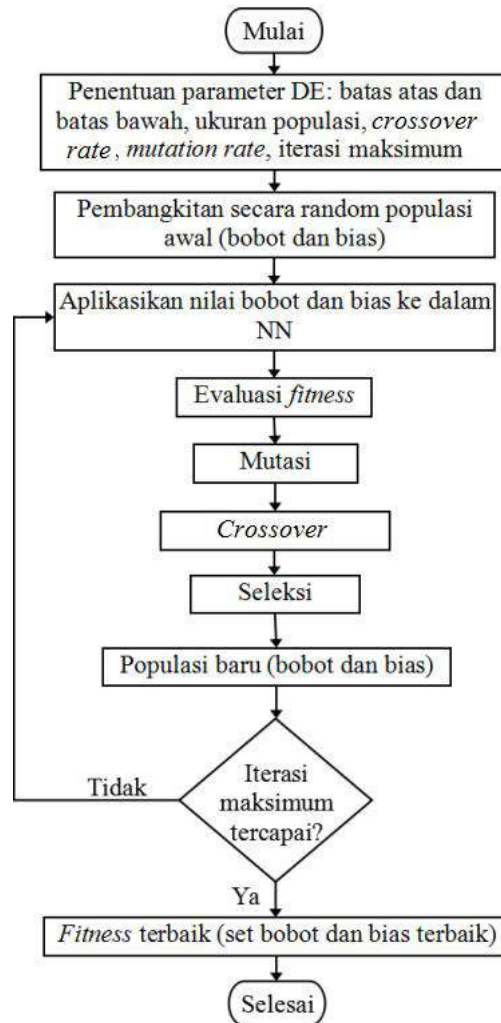 Mulai
Penentuan parameter DE: batas atas dan
batas bawah, ukuran populasi, crossover
rate, mutation rate, iterasi maksimum
Pembangkitan secara random populasi
awal (bobot dan bias)
Aplikasikan nilai bobot dan bias ke dalam
NN
Evaluasi fitness
Mutasi
Crossover
Seleksi
Populasi baru (bobot dan bias)
Tidak
Iterasi
maksimum
tercapai?
Ya
Fitness terbaik (set bobot dan bias terbaik)
Selesai